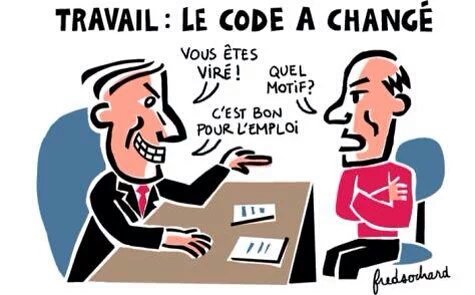 TRAVAIL : LE CODE A CHANGÉ
VOUS ÊTES
VIRÉ !
QUEL
MOTIF?
C'EST BON
POUR L'EMPLOI
fredsochard